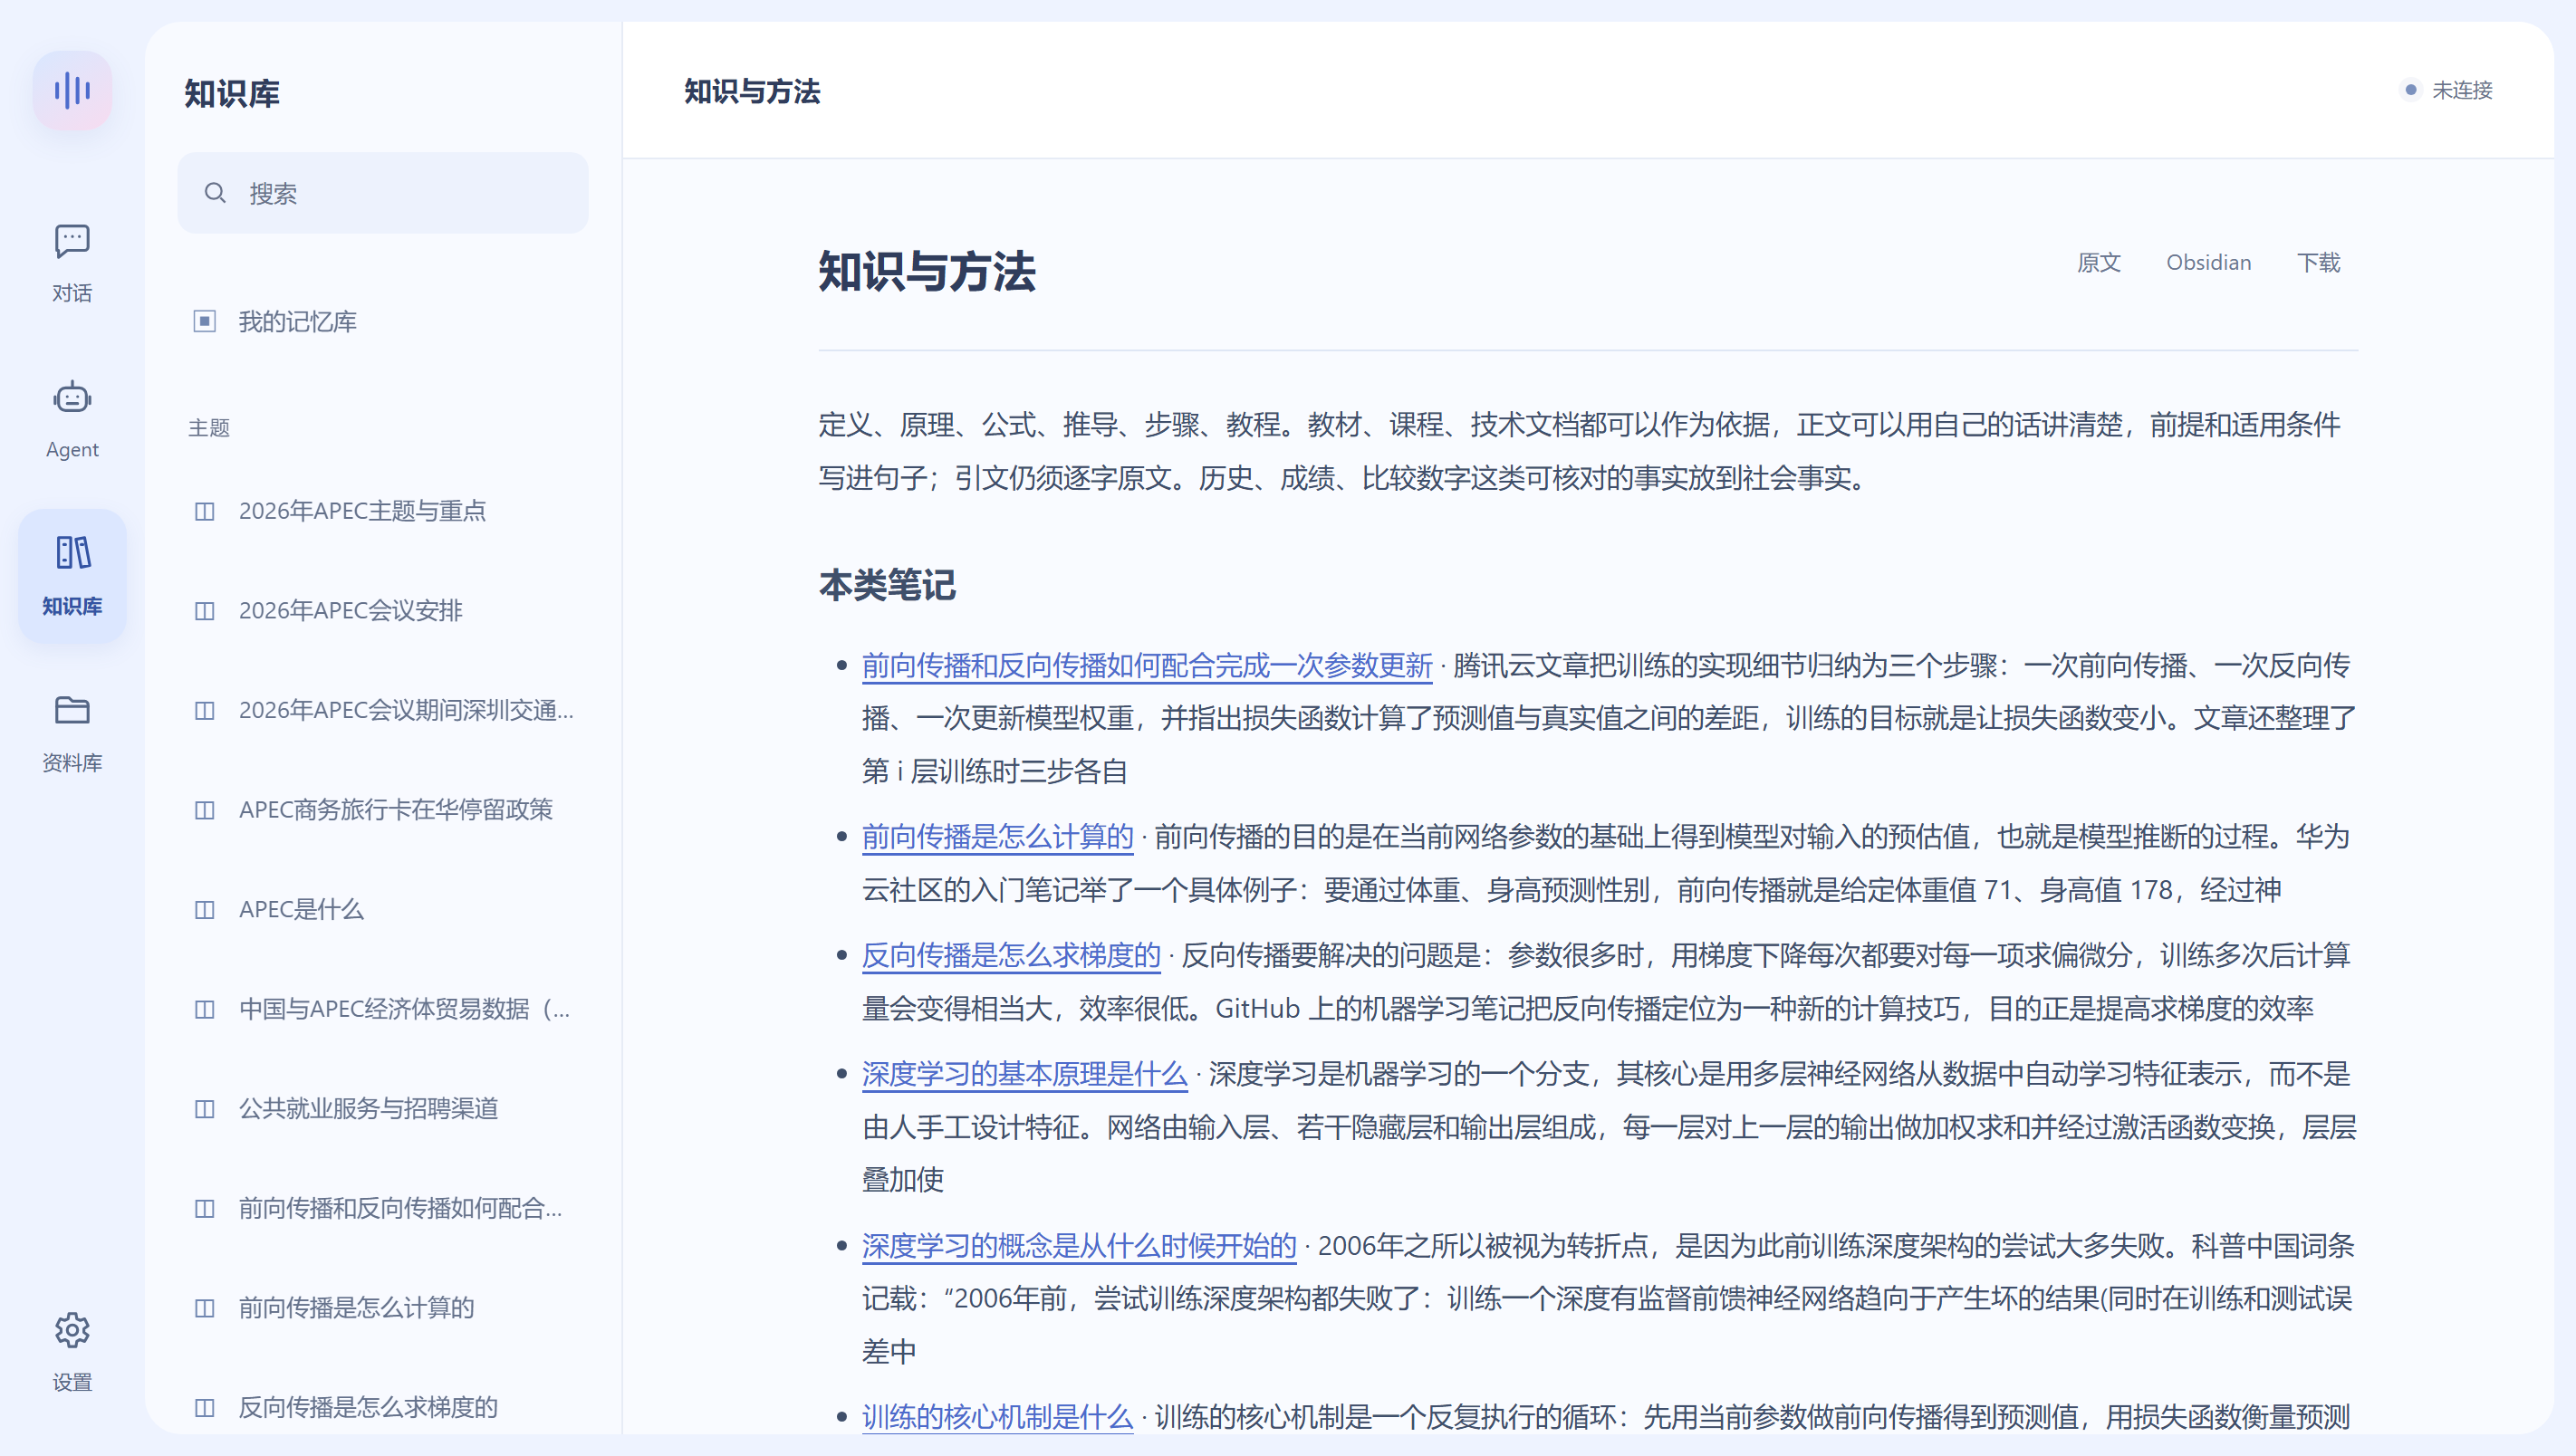 对话
Agent
知识库
资料库
设置
知识库
搜索
我的记忆库
主题
2026年APEC主题与重点
2026年APEC会议安排
2026年APEC会议期间深圳交通...
APEC商务旅行卡在华停留政策
APEC是什么
中国与APEC经济体贸易数据（...
公共就业服务与招聘渠道
前向传播和反向传播如何配合...
前向传播是怎么计算的
反向传播是怎么求梯度的
知识与方法
未连接
知识与方法
原文 Obsidian 下载
定义、原理、公式、推导、步骤、教程。教材、课程、技术文档都可以作为依据，正文可以用自己的话讲清楚，前提和适用条件
写进句子；引文仍须逐字原文。历史、成绩、比较数字这类可核对的事实放到社会事实。
本类笔记
前向传播和反向传播如何配合完成一次参数更新 · 腾讯云文章把训练的实现细节归纳为三个步骤：一次前向传播、一次反向传
播、一次更新模型权重，并指出损失函数计算了预测值与真实值之间的差距，训练的目标就是让损失函数变小。文章还整理了
第 i 层训练时三步各自
前向传播是怎么计算的 · 前向传播的目的是在当前网络参数的基础上得到模型对输入的预估值，也就是模型推断的过程。华为
云社区的入门笔记举了一个具体例子：要通过体重、身高预测性别，前向传播就是给定体重值 71、身高值 178，经过神
反向传播是怎么求梯度的 · 反向传播要解决的问题是：参数很多时，用梯度下降每次都要对每一项求偏微分，训练多次后计算
量会变得相当大，效率很低。GitHub 上的机器学习笔记把反向传播定位为一种新的计算技巧，目的正是提高求梯度的效率
深度学习的基本原理是什么 · 深度学习是机器学习的一个分支，其核心是用多层神经网络从数据中自动学习特征表示，而不是
由人手工设计特征。网络由输入层、若干隐藏层和输出层组成，每一层对上一层的输出做加权求和并经过激活函数变换，层层
叠加使
深度学习的概念是从什么时候开始的 · 2006年之所以被视为转折点，是因为此前训练深度架构的尝试大多失败。科普中国词条
记载：“2006年前，尝试训练深度架构都失败了：训练一个深度有监督前馈神经网络趋向于产生坏的结果(同时在训练和测试误
差中
训练的核心机制是什么 · 训练的核心机制是一个反复执行的循环：先用当前参数做前向传播得到预测值，用损失函数衡量预测